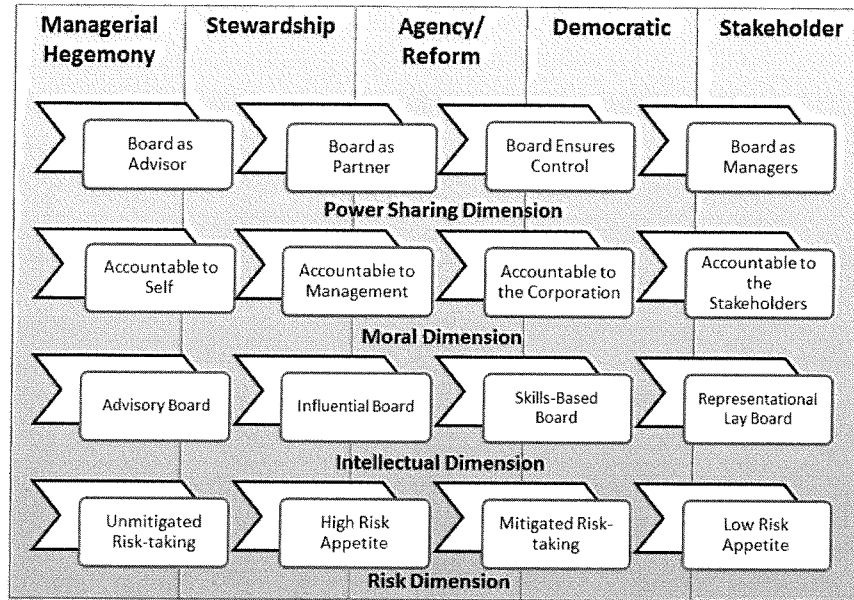 Managerial
Hegemony
Stewardship
Agency/
Reform
Democratic
Stakeholder
Board as
Advisor
Board as
Partner
Board Ensures
Control
Board as
Managers
Power Sharing Dimension
Accountable to
Self
Accountable to
Management
Accountable to
the Corporation
Accountable to
the
Stakeholders
Moral Dimension
Advisory Board
Influential Board
Skills-Based
Board
Representational
Lay Board
Intellectual Dimension
Unmitigated
Risk-taking
High Risk
Appetite
Mitigated Risk-
taking
Low Risk
Appetite
Risk Dimension